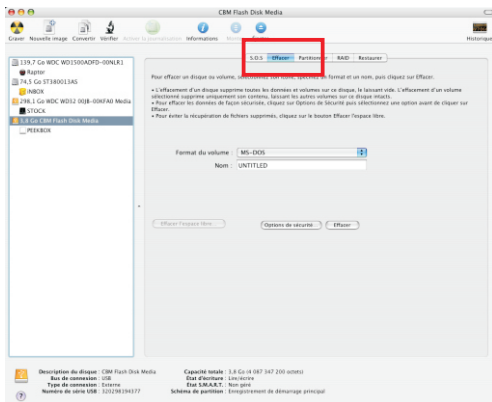 CBM Flash Disk Media
Graver Nouvelle image Convertir Vérifier Activer la journalisation Informations Historique
139,7 Go WDC WD1500ADFD-00NLR1
Raptor
74,5 Go ST380013AS
INBOX
298,1 Go WDC WD32 00JB-00KFA0 Media
STOCK
3,8 Go CBM Flash Disk Media
PEEKBOX
S.O.S Effacer Partitionner RAID Restaurer
Pour effacer un disque ou volume, sélectionnez son icône, spécifiez un format et un nom, puis cliquez sur Effacer.
• L'effacement d'un disque supprime toutes les données et volumes sur ce disque, le laissant vide. L'effacement d'un volume
sélectionné supprime uniquement son contenu, laissant les autres volumes sur ce disque intacts.
• Pour effacer les données de façon sécurisée, cliquez sur Options de Sécurité puis sélectionnez une option avant de cliquer sur
Effacer.
• Pour éviter la récupération de fichiers supprimés, cliquez sur le bouton Effacer l'espace libre.
Format du volume : MS-DOS
Nom : UNTITLED
Effacer l'espace libre... Options de sécurité... Effacer
Description du disque : CBM Flash Disk Media
Bus de connexion : USB
Type de connexion : Externe
Numéro de série USB : 320298194377
Capacité totale : 3,8 Go (4 087 347 200 octets)
État d'écriture : Lire/écrire
État S.M.A.R.T. : Non géré
Schéma de partition : Enregistrement de démarrage principal
?